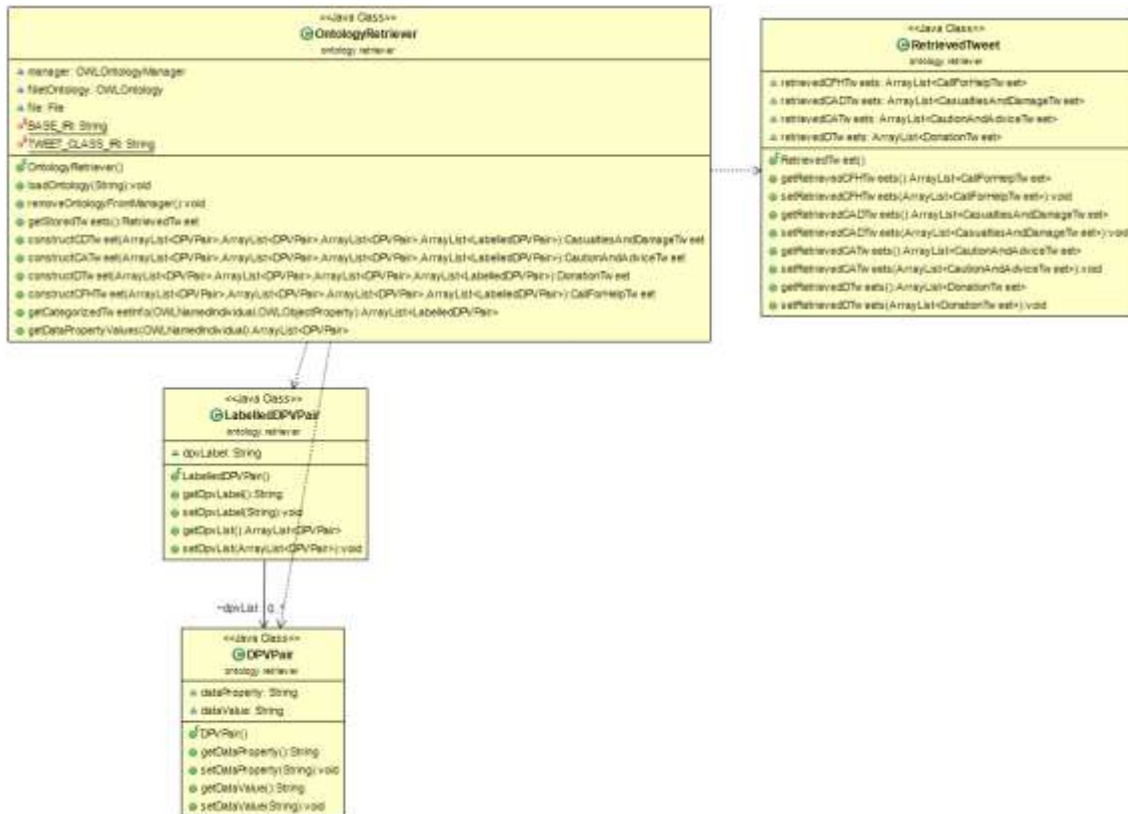 <<Java Class>>
OntologyRetriever
ontology.retriever
manager: OWLOntologyManager
filetOntology: OWLOntology
file: File
BASE_IRI: String
TWEET_CLASS_IRI: String
OntologyRetriever()
loadOntology(String):void
removeOntologyFromManager():void
getStoredTweets():RetrievedTweet
constructCDTweet(ArrayList<DPVPair>,ArrayList<DPVPair>,ArrayList<DPVPair>,ArrayList<LabelledDPVPair>):CasualtiesAndDamageTweet
constructCATweet(ArrayList<DPVPair>,ArrayList<DPVPair>,ArrayList<DPVPair>,ArrayList<LabelledDPVPair>):CautionAndAdviceTweet
constructDTweet(ArrayList<DPVPair>,ArrayList<DPVPair>,ArrayList<DPVPair>,ArrayList<LabelledDPVPair>):DonationTweet
constructCFHTweet(ArrayList<DPVPair>,ArrayList<DPVPair>,ArrayList<DPVPair>,ArrayList<LabelledDPVPair>):CallForHelpTweet
getCategorizedTweetInfo(OWLNamedIndividual,OWLObjectProperty):ArrayList<LabelledDPVPair>
getDataPropertyValues(OWLNamedIndividual):ArrayList<DPVPair>
<<Java Class>>
RetrievedTweet
ontology.retriever
retrievedCFHTweets: ArrayList<CallForHelpTweet>
retrievedCADTweets: ArrayList<CasualtiesAndDamageTweet>
retrievedCATweets: ArrayList<CautionAndAdviceTweet>
retrievedDTweets: ArrayList<DonationTweet>
RetrievedTweet()
getRetrievedCFHTweets():ArrayList<CallForHelpTweet>
setRetrievedCFHTweets(ArrayList<CallForHelpTweet>):void
getRetrievedCADTweets():ArrayList<CasualtiesAndDamageTweet>
setRetrievedCADTweets(ArrayList<CasualtiesAndDamageTweet>):void
getRetrievedCATweets():ArrayList<CautionAndAdviceTweet>
setRetrievedCATweets(ArrayList<CautionAndAdviceTweet>):void
getRetrievedDTweets():ArrayList<DonationTweet>
setRetrievedDTweets(ArrayList<DonationTweet>):void
<<Java Class>>
LabelledDPVPair
ontology.retriever
dpvLabel: String
LabelledDPVPair()
getDpvLabel():String
setDpvLabel(String):void
getDpvList():ArrayList<DPVPair>
setDpvList(ArrayList<DPVPair>):void
~dpvList 0..*
<<Java Class>>
DPVPair
ontology.retriever
dataProperty: String
dataValue: String
DPVPair()
getDataProperty():String
setDataProperty(String):void
getDataValue():String
setDataValue(String):void